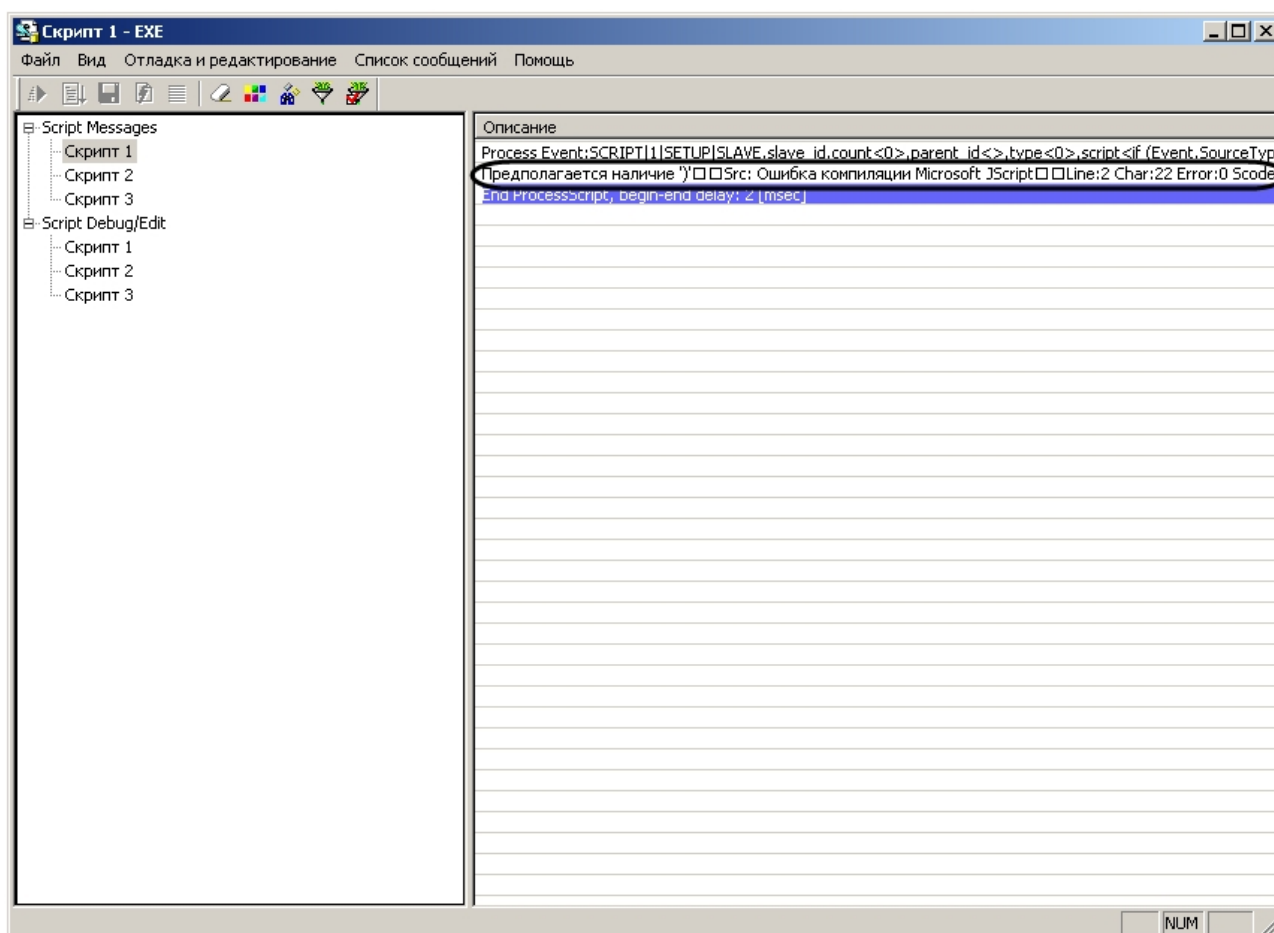 Скрипт 1 - EXE
Файл Вид Отладка и редактирование Список сообщений Помощь
Script Messages
Скрипт 1
Скрипт 2
Скрипт 3
Script Debug/Edit
Скрипт 1
Скрипт 2
Скрипт 3
Описание
Process Event:SCRIPT|1|SETUP|SLAVE,slave_id,count<0>,parent_id<>,type<0>,script<if (Event.SourceTyp
Предполагается наличие ')'□□Src: Ошибка компиляции Microsoft JScript□□Line:2 Char:22 Error:0 Scode
End ProcessScript, begin-end delay: 2 [msec]
NUM